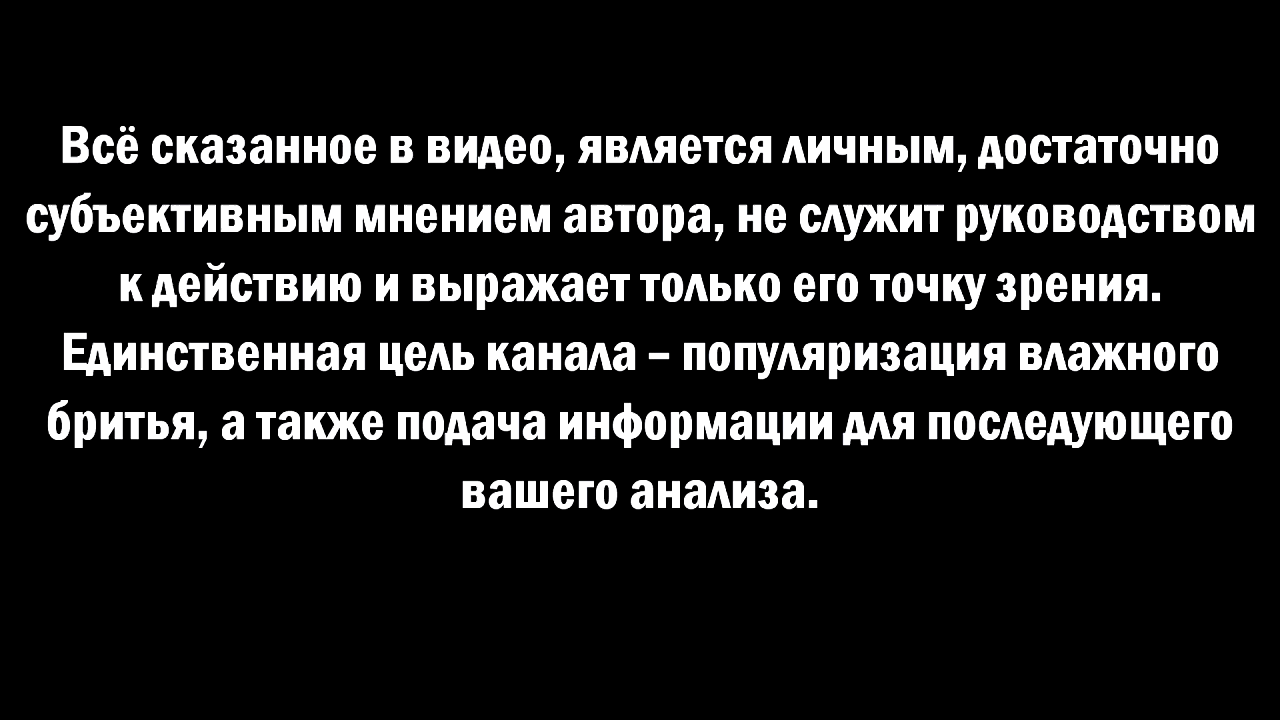 Всё сказанное в видео, является личным, достаточно
субъективным мнением автора, не служит руководством
к действию и выражает только его точку зрения.
Единственная цель канала – популяризация влажного
бритья, а также подача информации для последующего
вашего анализа.